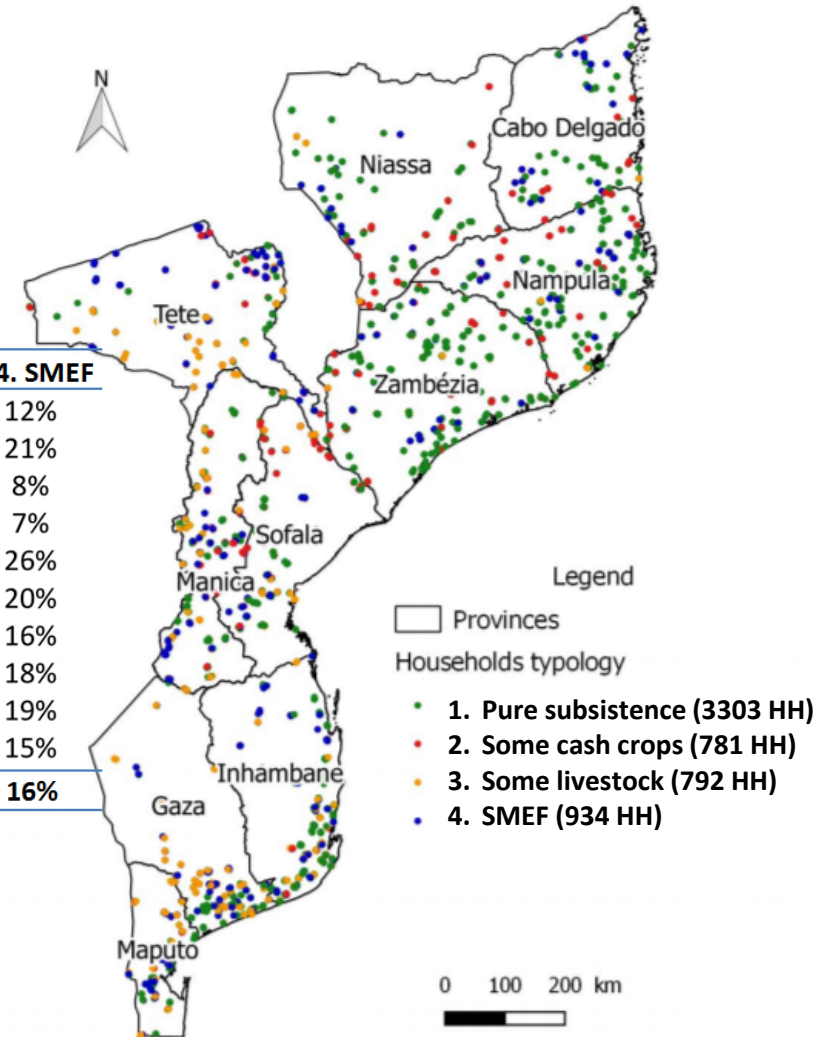 N
Cabo Delgado
Niassa
Nampula
Tete
Zambézia
4. SMEF
12%
21%
8%
7%
26%
20%
16%
18%
19%
15%
16%
Sofala
Manica
Inhambane
Gaza
Maputo
Legend
Provinces
Households typology
1. Pure subsistence (3303 HH)
2. Some cash crops (781 HH)
3. Some livestock (792 HH)
4. SMEF (934 HH)
0 100 200 km